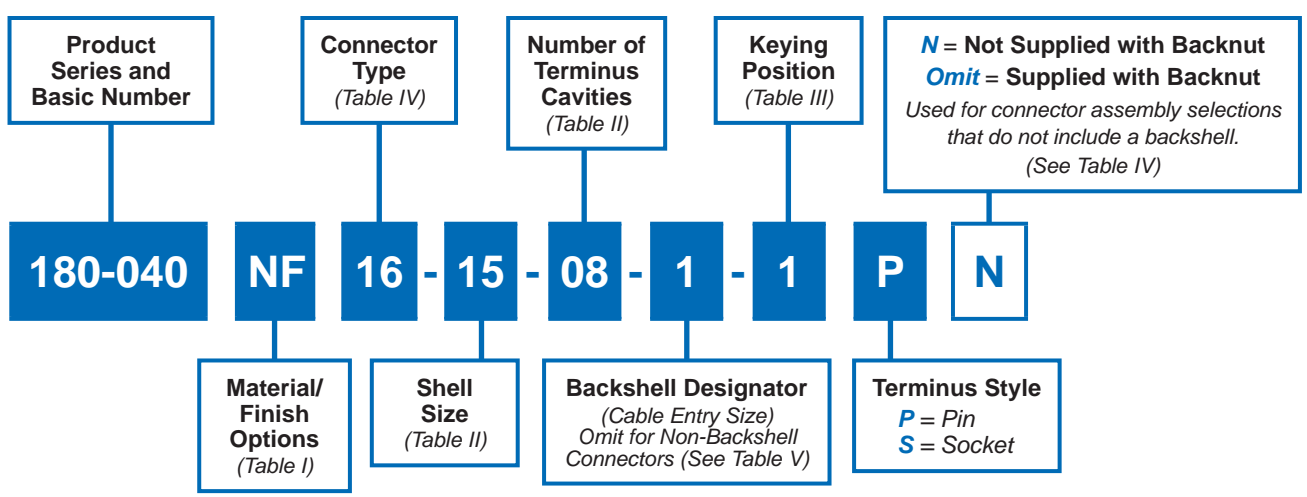 Product
Series and
Basic Number
Connector
Type
(Table IV)
Number of
Terminus
Cavities
(Table II)
Keying
Position
(Table III)
N = Not Supplied with Backnut
Omit = Supplied with Backnut
Used for connector assembly selections
that do not include a backshell.
(See Table IV)
180-040 NF 16 - 15 - 08 - 1 - 1 P N
Material/
Finish
Options
(Table I)
Shell
Size
(Table II)
Backshell Designator
(Cable Entry Size)
Omit for Non-Backshell
Connectors (See Table V)
Terminus Style
P = Pin
S = Socket